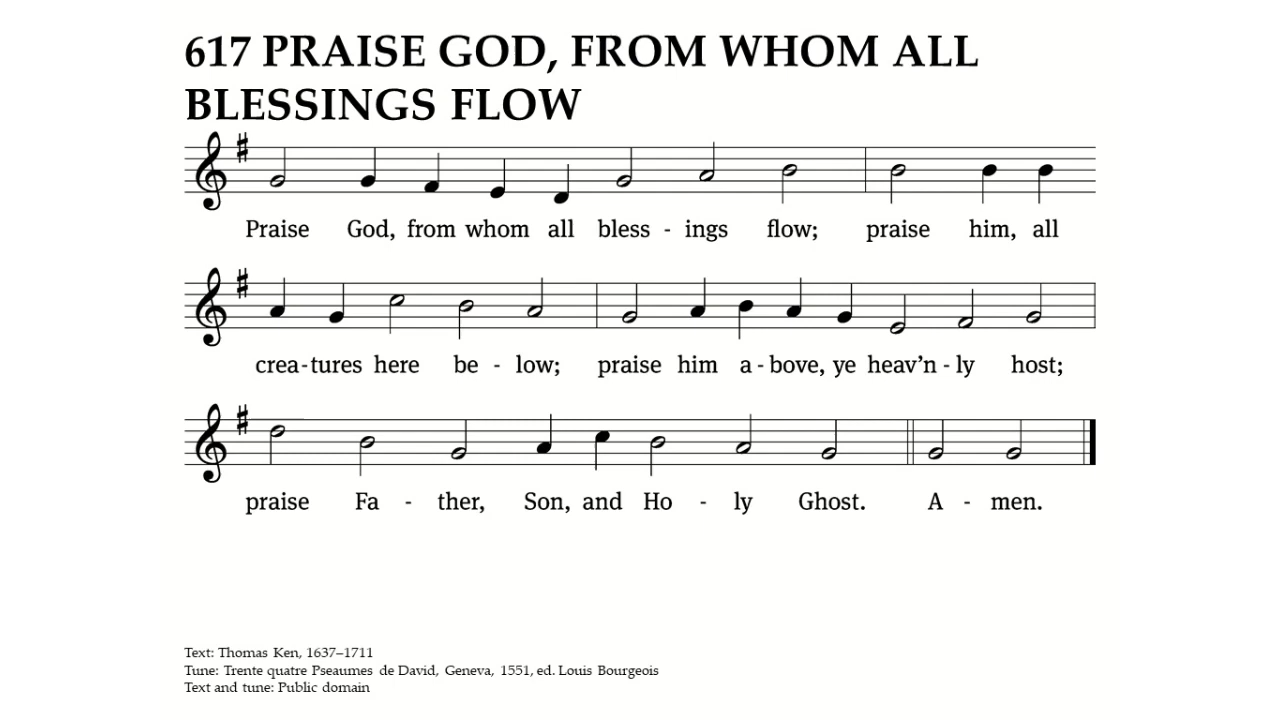 617 PRAISE GOD, FROM WHOM ALL
BLESSINGS FLOW
Praise God, from whom all bless - ings flow; praise him, all
crea - tures here be - low; praise him a - bove, ye heav’n - ly host;
praise Fa - ther, Son, and Ho - ly Ghost. A - men.
Text: Thomas Ken, 1637–1711
Tune: Trente quatre Pseaumes de David, Geneva, 1551, ed. Louis Bourgeois
Text and tune: Public domain